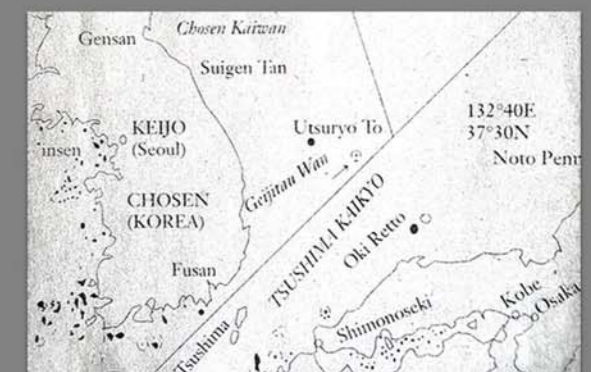 Gensan
Chosen Kaiwan
Suigen Tan
132°40E
37°30N
KEIJO
(Seoul)
Utsuryo To
insen
Noto Penn
Geijitau Wan
CHOSEN
(KOREA)
TSUSHIMA KAIKYO
Oki Retto
Fusan
Kobe
Osaka
Shimonoseki
Tsushima